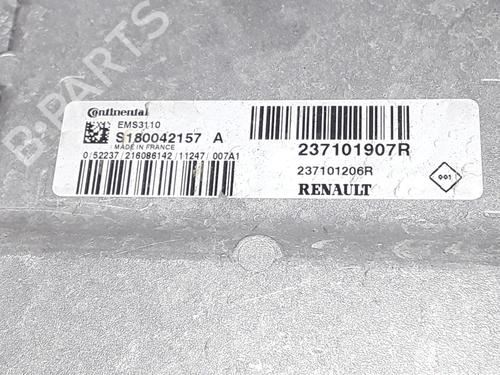 Continental
EMS3110
S180042157 A
MADE IN FRANCE
0/52237/216086142/11247/007A1
237101907R
237101206R
RENAULT
001
B-PARTS